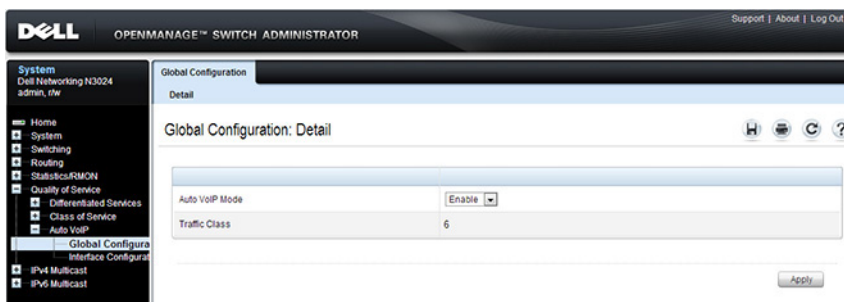 Support | About | Log Out
DELL
OPENMANAGE™ SWITCH ADMINISTRATOR
System
Dell Networking N3024
admin, r/w
Home
System
Switching
Routing
Statistics/RMON
Quality of Service
Differentiated Services
Class of Service
Auto VoIP
Global Configura
Interface Configurat
IPv4 Multicast
IPv6 Multicast
Global Configuration
Detail
Global Configuration: Detail
?
Auto VoIP Mode Enable
Traffic Class 6
Apply